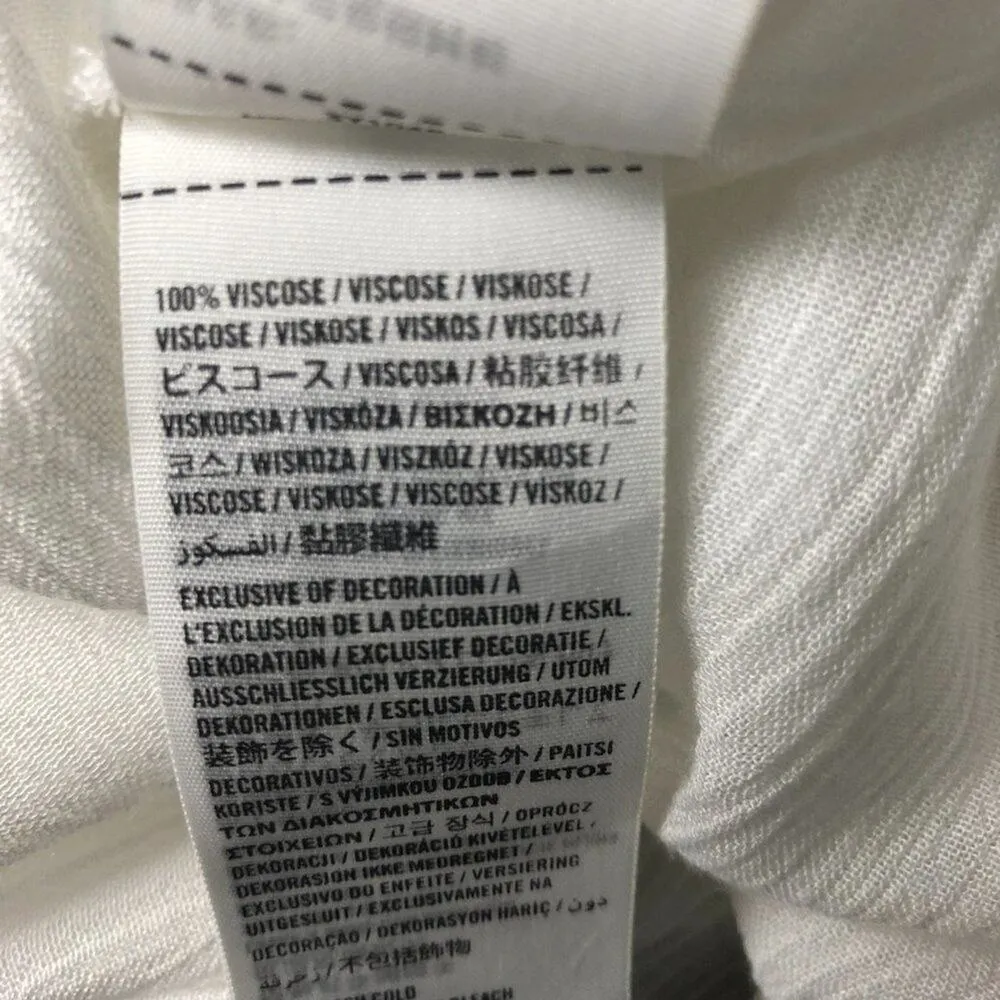 100% VISCOSE / VISCOSE / VISKOSE /
VISCOSE / VISKOSE / VISKOS / VISCOSA /
ビスコース / VISCOSA / 粘胶纤维 /
VISKOOSIA / VISKÓZA / ΒΙΣΚΟΖΗ / 비스
코스 / WISKOZA / VISZKÓZ / VISKOSE /
VISCOSE / VISKOSE / VISCOSE / VİSKOZ /
الفسكوز / 黏膠纖維
EXCLUSIVE OF DECORATION / À
L'EXCLUSION DE LA DÉCORATION / EKSKL.
DEKORATION / EXCLUSIEF DECORATIE /
AUSSCHLIESSLICH VERZIERUNG / UTOM
DEKORATIONEN / ESCLUSA DECORAZIONE /
装飾を除く / SIN MOTIVOS
DECORATIVOS / 装饰物除外 / PAITSI
KORISTE / S VÝJIMKOU OZDOB / ΕΚΤΟΣ
ΤΩΝ ΔΙΑΚΟΣΜΗΤΙΚΩΝ
ΣΤΟΙΧΕΙΩΝ / 고급 장식 / OPRÓCZ
DEKORACJI / DEKORÁCIÓ KIVÉTELÉVEL /
DEKORASJON IKKE MEDREGNET /
EXCLUSIVO DO ENFEITE / VERSIERING
UITGESLUIT / EXCLUSIVAMENTE NA
DECORAÇÃO / DEKORASYON HARİÇ / دون
زخرفة / 不包括飾物
COLD
BLEACH